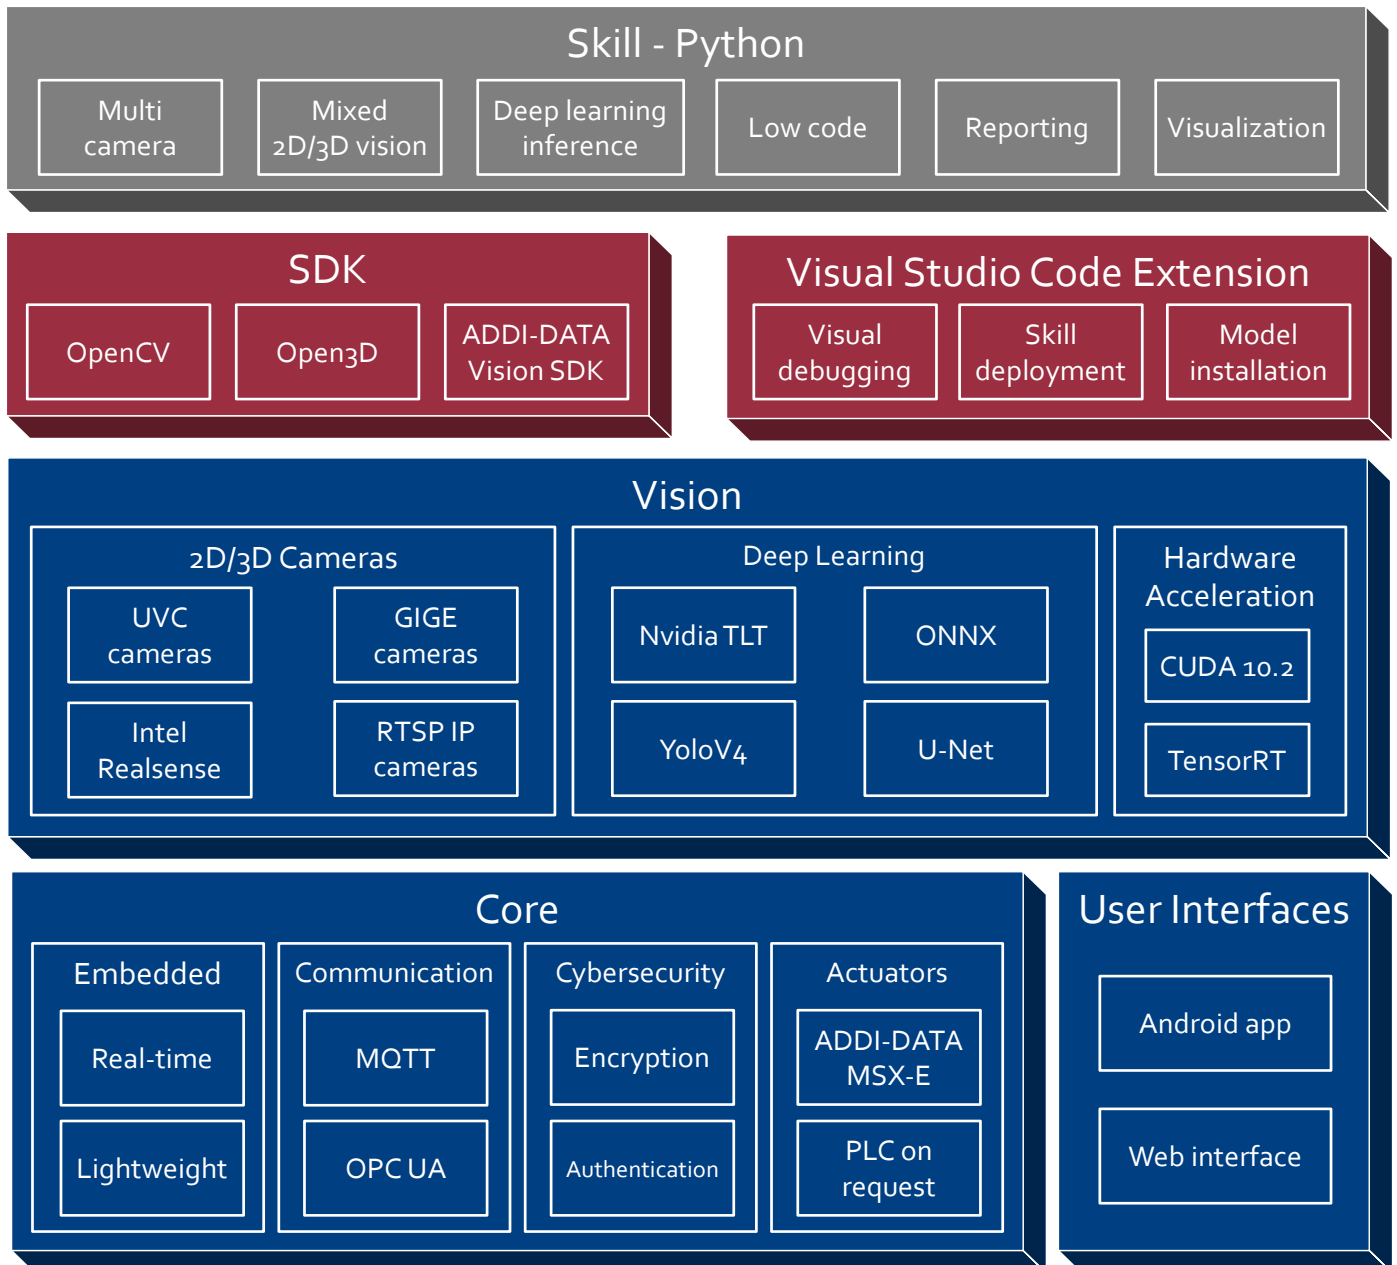 Skill - Python
Multi
camera
Mixed
2D/3D vision
Deep learning
inference
Low code
Reporting
Visualization
SDK
OpenCV
Open3D
ADDI-DATA
Vision SDK
Visual Studio Code Extension
Visual
debugging
Skill
deployment
Model
installation
Vision
2D/3D Cameras
UVC
cameras
GIGE
cameras
Intel
Realsense
RTSP IP
cameras
Deep Learning
Nvidia TLT
ONNX
YoloV4
U-Net
Hardware
Acceleration
CUDA 10.2
TensorRT
Core
Embedded
Real-time
Lightweight
Communication
MQTT
OPC UA
Cybersecurity
Encryption
Authentication
Actuators
ADDI-DATA
MSX-E
PLC on
request
User Interfaces
Android app
Web interface